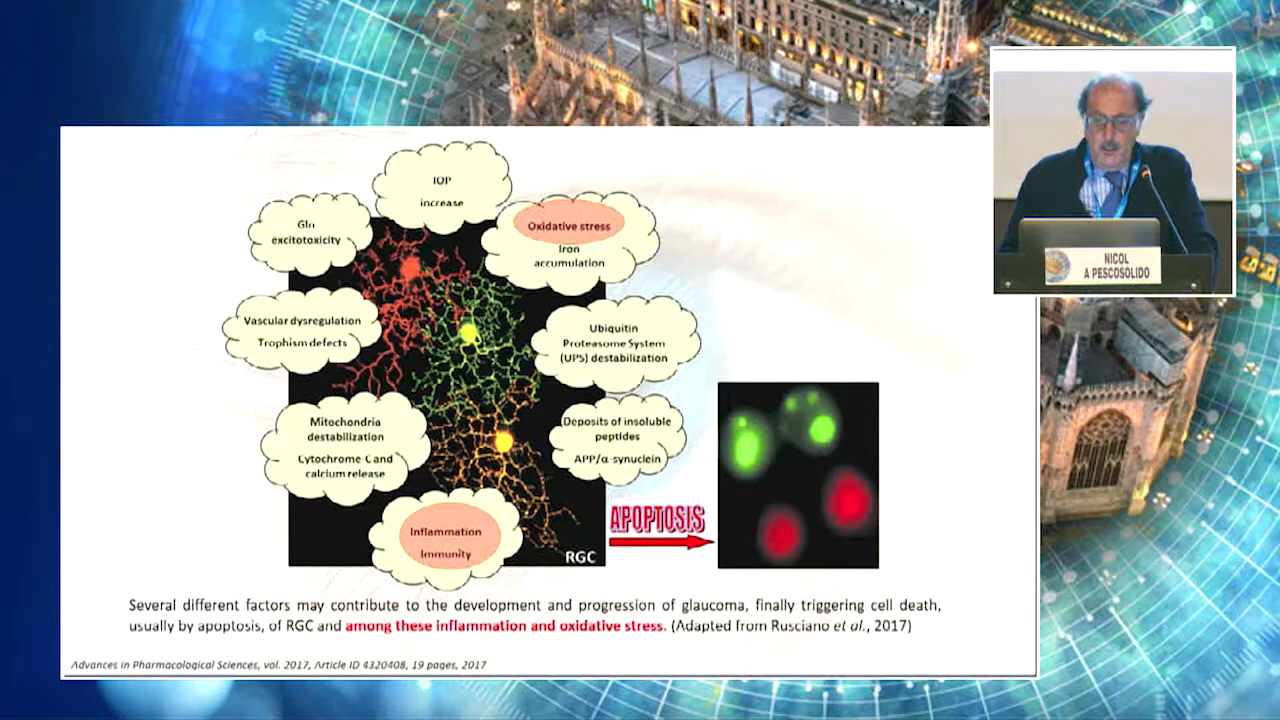 IOP
increase
Gln
excitotoxicity
Oxidative stress
Iron
accumulation
Vascular dysregulation
Trophism defects
Ubiquitin
Proteasome System
(UPS) destabilization
Mitochondria
destabilization
Cytochrome-C and
calcium release
Deposits of insoluble
peptides
APP/α-synuclein
Inflammation
Immunity
RGC
APOPTOSIS
Several different factors may contribute to the development and progression of glaucoma, finally triggering cell death,
usually by apoptosis, of RGC and among these inflammation and oxidative stress. (Adapted from Rusciano et al., 2017)
Advances in Pharmacological Sciences, vol. 2017, Article ID 4320408, 19 pages, 2017
NICOL
A PESCOSOLIDO